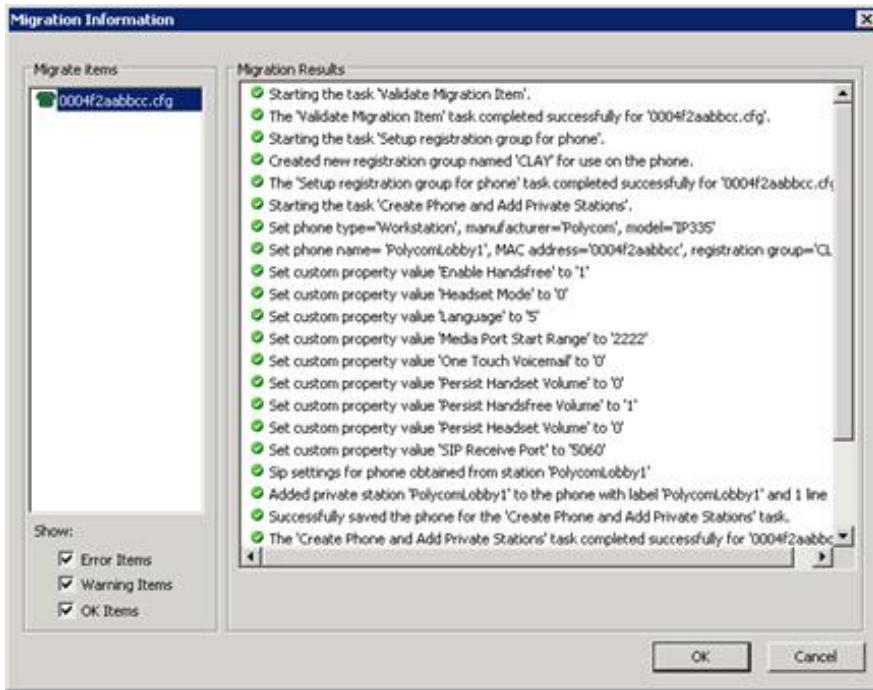 Migration Information
Migrate items
0004f2aabbcc.cfg
Show:
Error Items
Warning Items
OK Items
Migration Results
Starting the task 'Validate Migration Item'.
The 'Validate Migration Item' task completed successfully for '0004f2aabbcc.cfg'.
Starting the task 'Setup registration group for phone'.
Created new registration group named 'CLAY' for use on the phone.
The 'Setup registration group for phone' task completed successfully for '0004f2aabbcc.cf
Starting the task 'Create Phone and Add Private Stations'.
Set phone type='Workstation', manufacturer='Polycom', model='IP335'
Set phone name= 'PolycomLobby1', MAC address='0004f2aabbcc', registration group='CL
Set custom property value 'Enable Handsfree' to '1'
Set custom property value 'Headset Mode' to '0'
Set custom property value 'Language' to '5'
Set custom property value 'Media Port Start Range' to '2222'
Set custom property value 'One Touch Voicemail' to '0'
Set custom property value 'Persist Handset Volume' to '0'
Set custom property value 'Persist Handsfree Volume' to '1'
Set custom property value 'Persist Headset Volume' to '0'
Set custom property value 'SIP Receive Port' to '5060'
Sip settings for phone obtained from station 'PolycomLobby1'
Added private station 'PolycomLobby1' to the phone with label 'PolycomLobby1' and 1 line
Successfully saved the phone for the 'Create Phone and Add Private Stations' task.
The 'Create Phone and Add Private Stations' task completed successfully for '0004f2aabbc
OK
Cancel